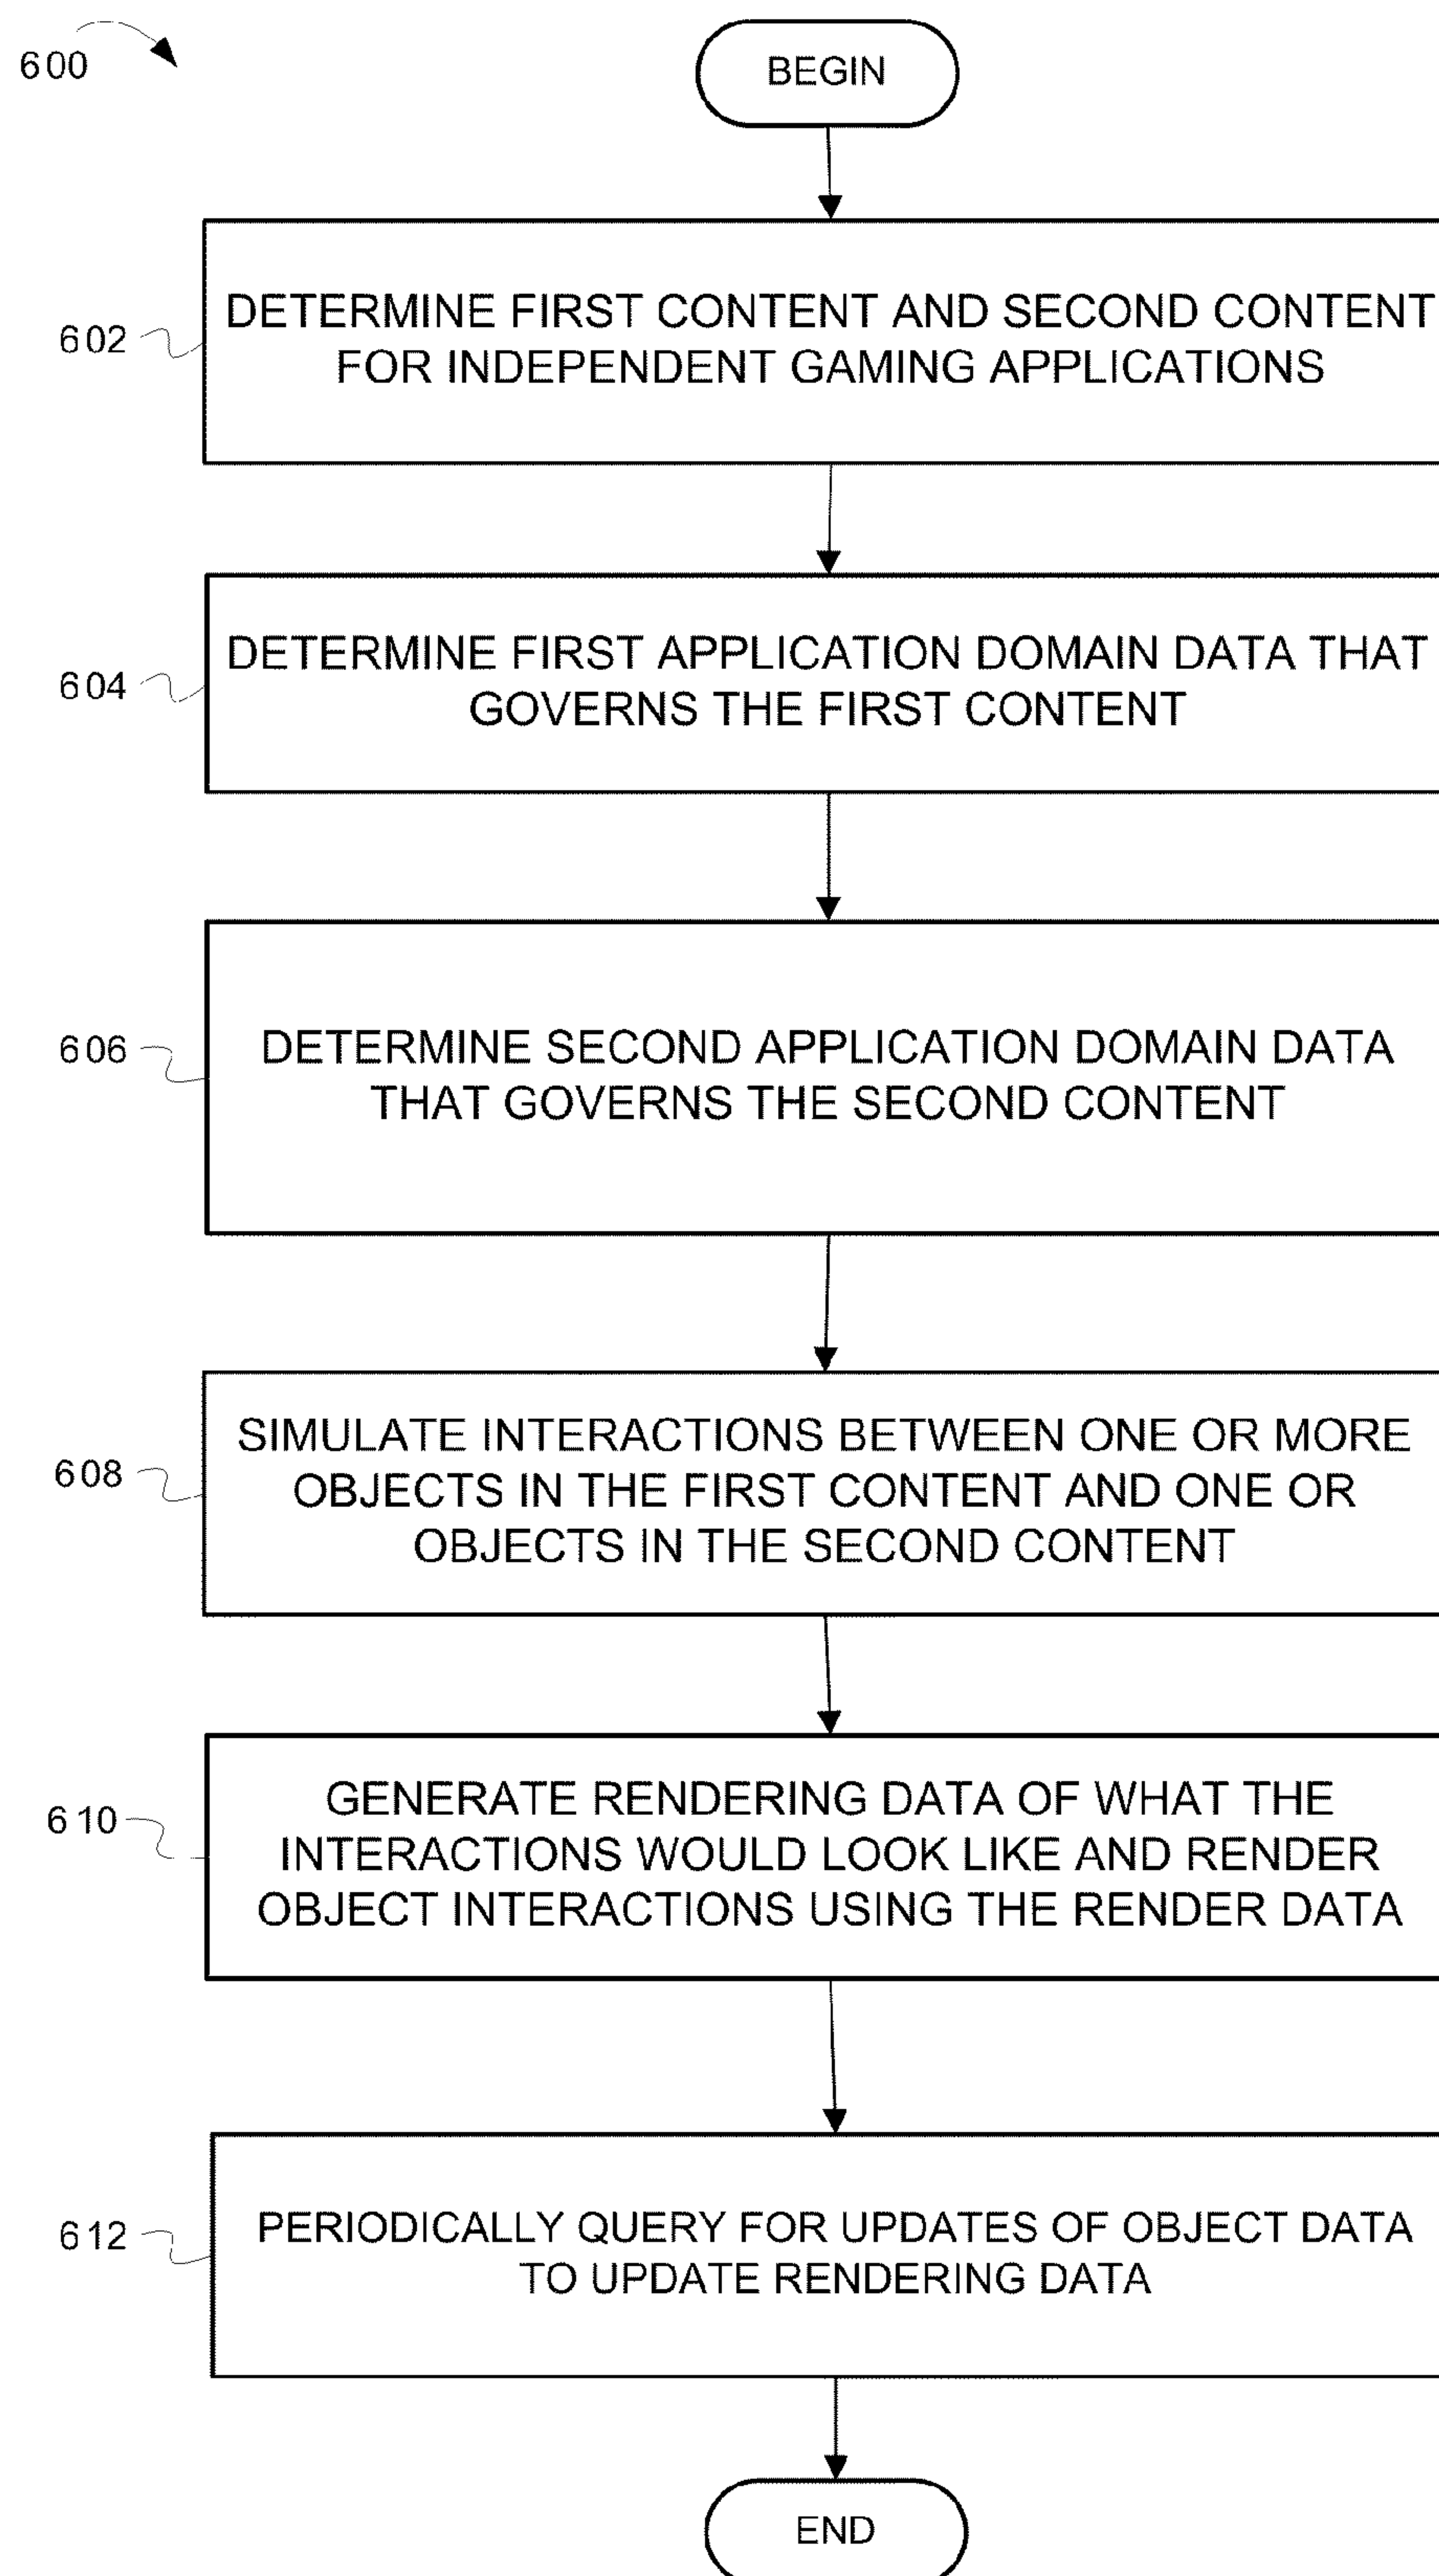 600
BEGIN
602
DETERMINE FIRST CONTENT AND SECOND CONTENT
FOR INDEPENDENT GAMING APPLICATIONS
604
DETERMINE FIRST APPLICATION DOMAIN DATA THAT
GOVERNS THE FIRST CONTENT
606
DETERMINE SECOND APPLICATION DOMAIN DATA
THAT GOVERNS THE SECOND CONTENT
608
SIMULATE INTERACTIONS BETWEEN ONE OR MORE
OBJECTS IN THE FIRST CONTENT AND ONE OR
OBJECTS IN THE SECOND CONTENT
610
GENERATE RENDERING DATA OF WHAT THE
INTERACTIONS WOULD LOOK LIKE AND RENDER
OBJECT INTERACTIONS USING THE RENDER DATA
612
PERIODICALLY QUERY FOR UPDATES OF OBJECT DATA
TO UPDATE RENDERING DATA
END